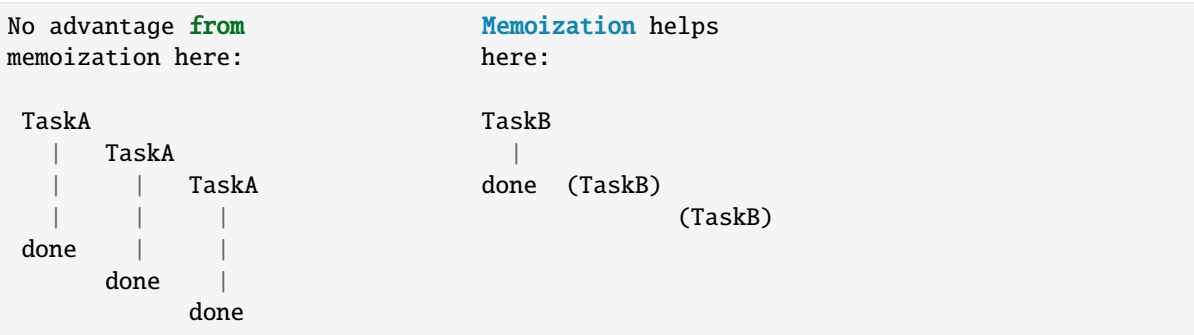 No advantage from                    Memoization helps
memoization here:                    here:

 TaskA                               TaskB
   |   TaskA                           |
   |     |   TaskA                   done  (TaskB)
   |     |     |                                (TaskB)
 done    |     |
       done    |
             done